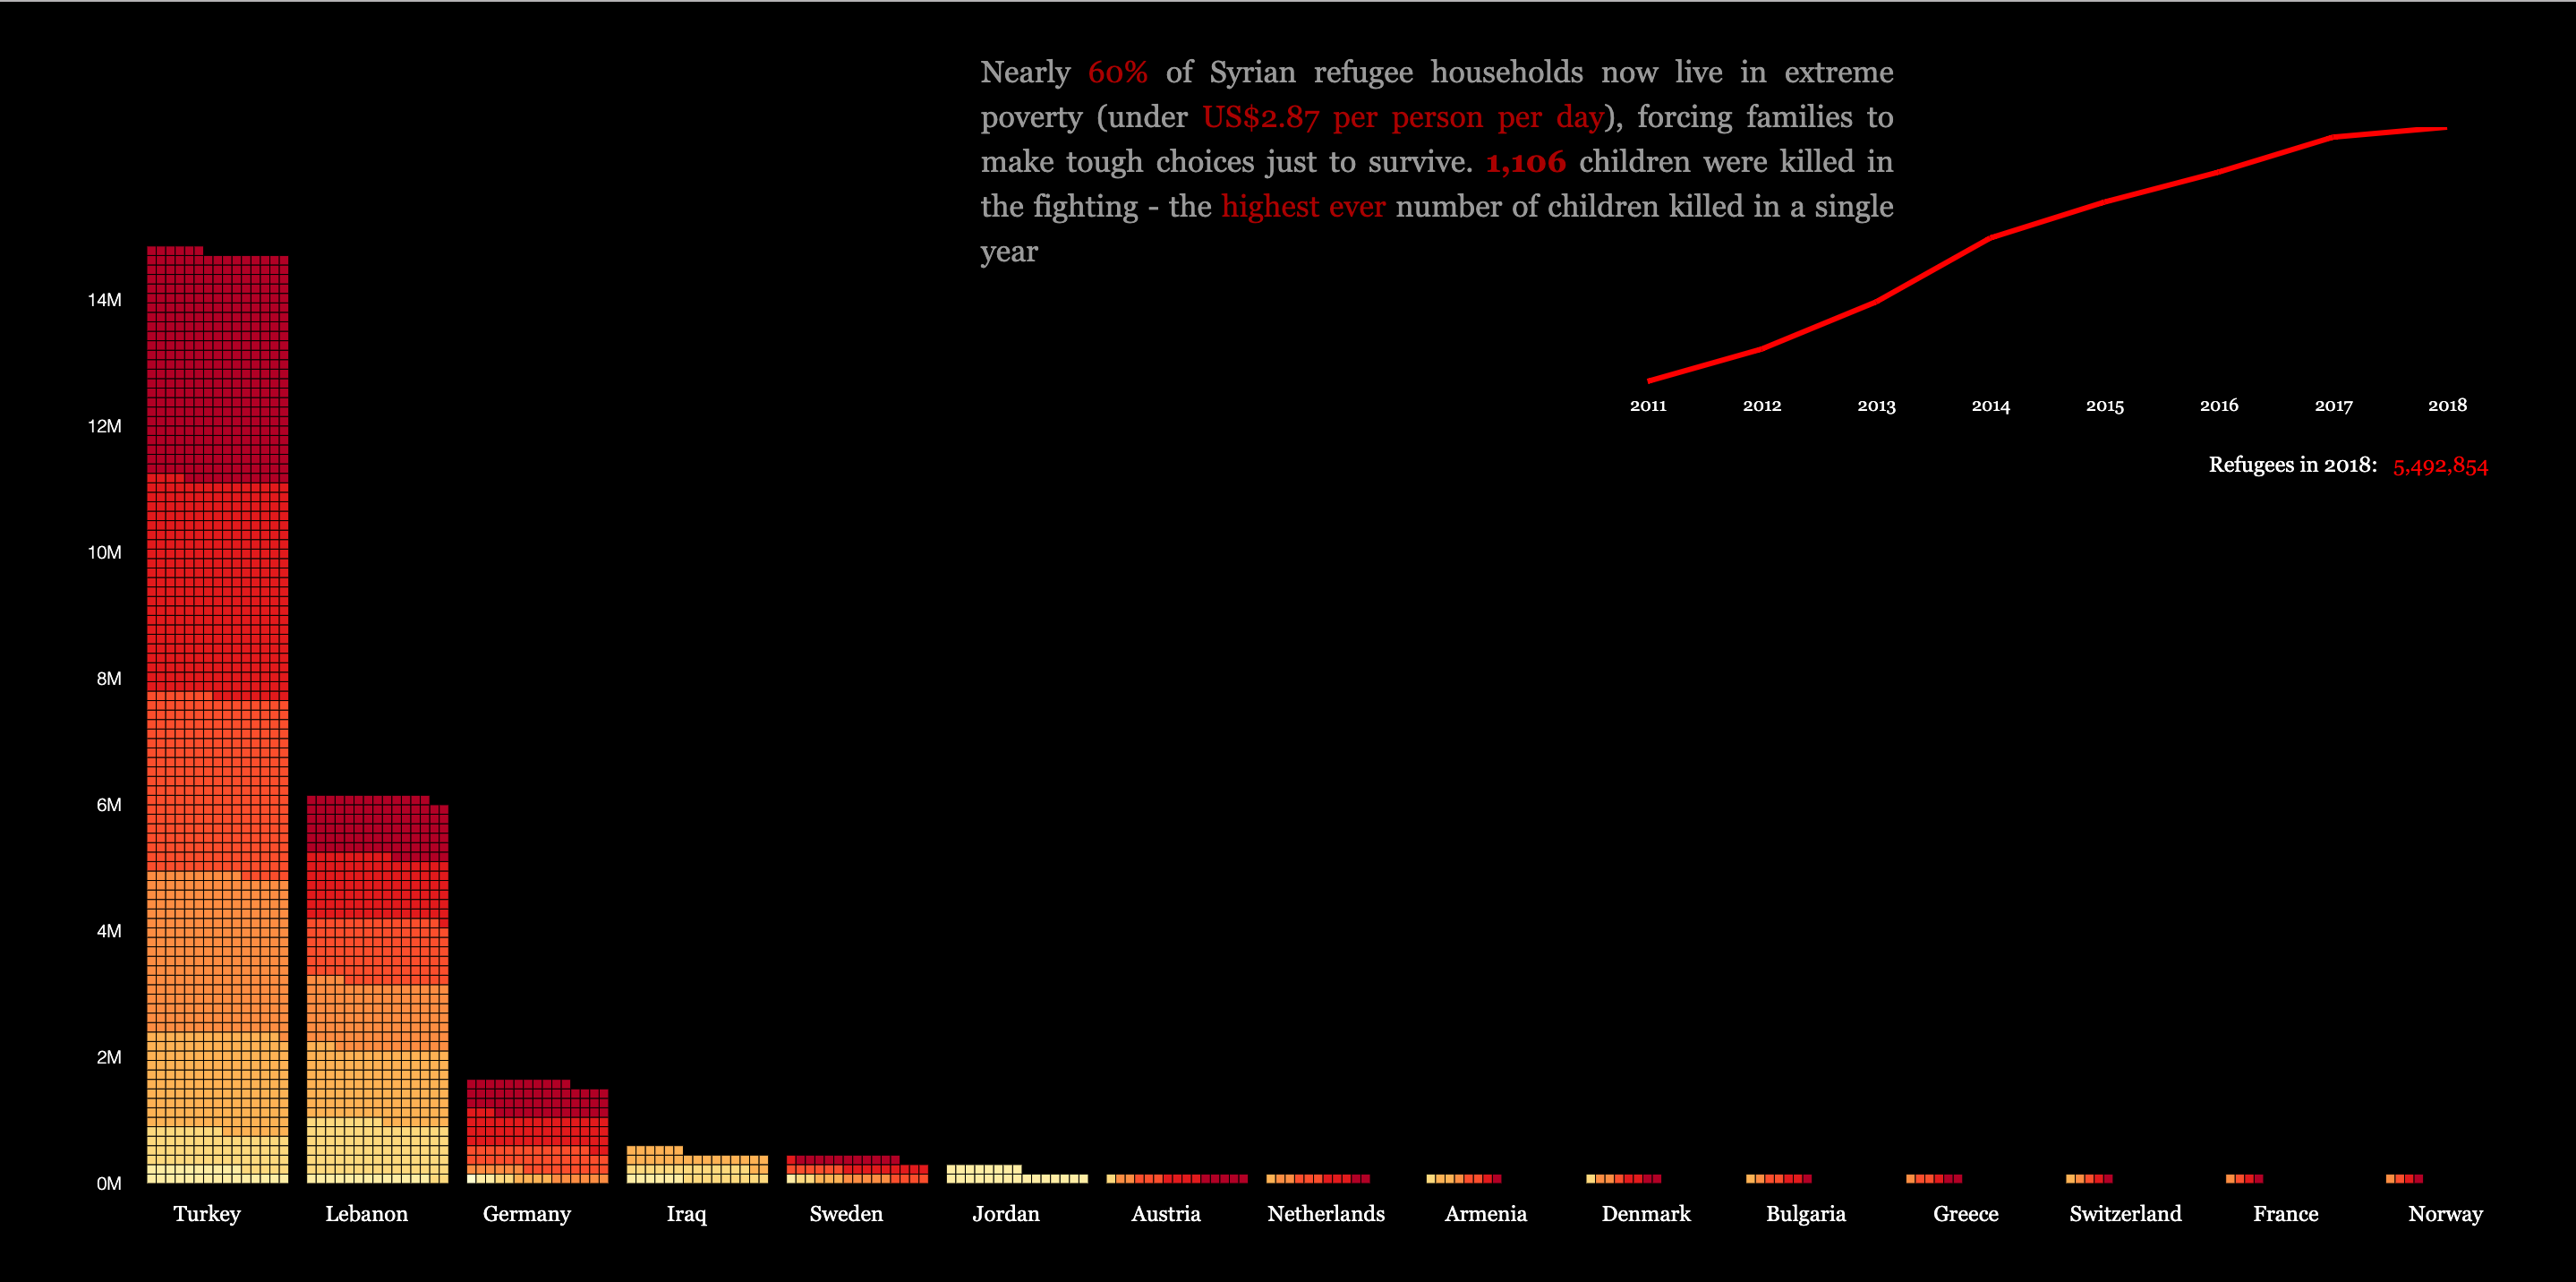 Nearly 60% of Syrian refugee households now live in extreme
poverty (under US$2.87 per person per day), forcing families to
make tough choices just to survive. 1,106 children were killed in
the fighting - the highest ever number of children killed in a single
year
2011 2012 2013 2014 2015 2016 2017 2018
Refugees in 2018: 5,492,854
14M
12M
10M
8M
6M
4M
2M
0M
Turkey Lebanon Germany Iraq Sweden Jordan Austria Netherlands Armenia Denmark Bulgaria Greece Switzerland France Norway